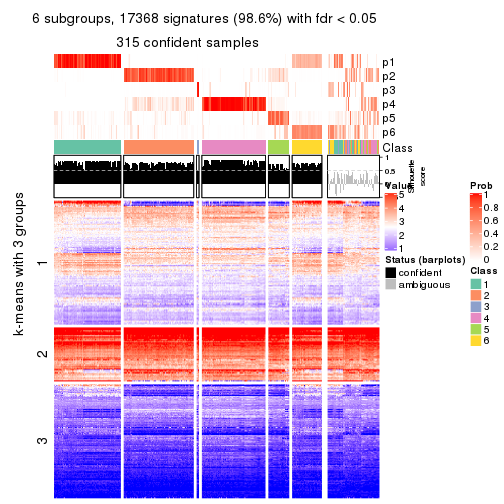 6 subgroups, 17368 signatures (98.6%) with fdr < 0.05
315 confident samples
p1
p2
p3
p4
p5
p6
Class
1
0.5
0
Silhouette
score
k-means with 3 groups
1
2
3
Value
5
4
3
2
1
Status (barplots)
confident
ambiguous
Prob
1
0.8
0.6
0.4
0.2
0
Class
1
2
3
4
5
6